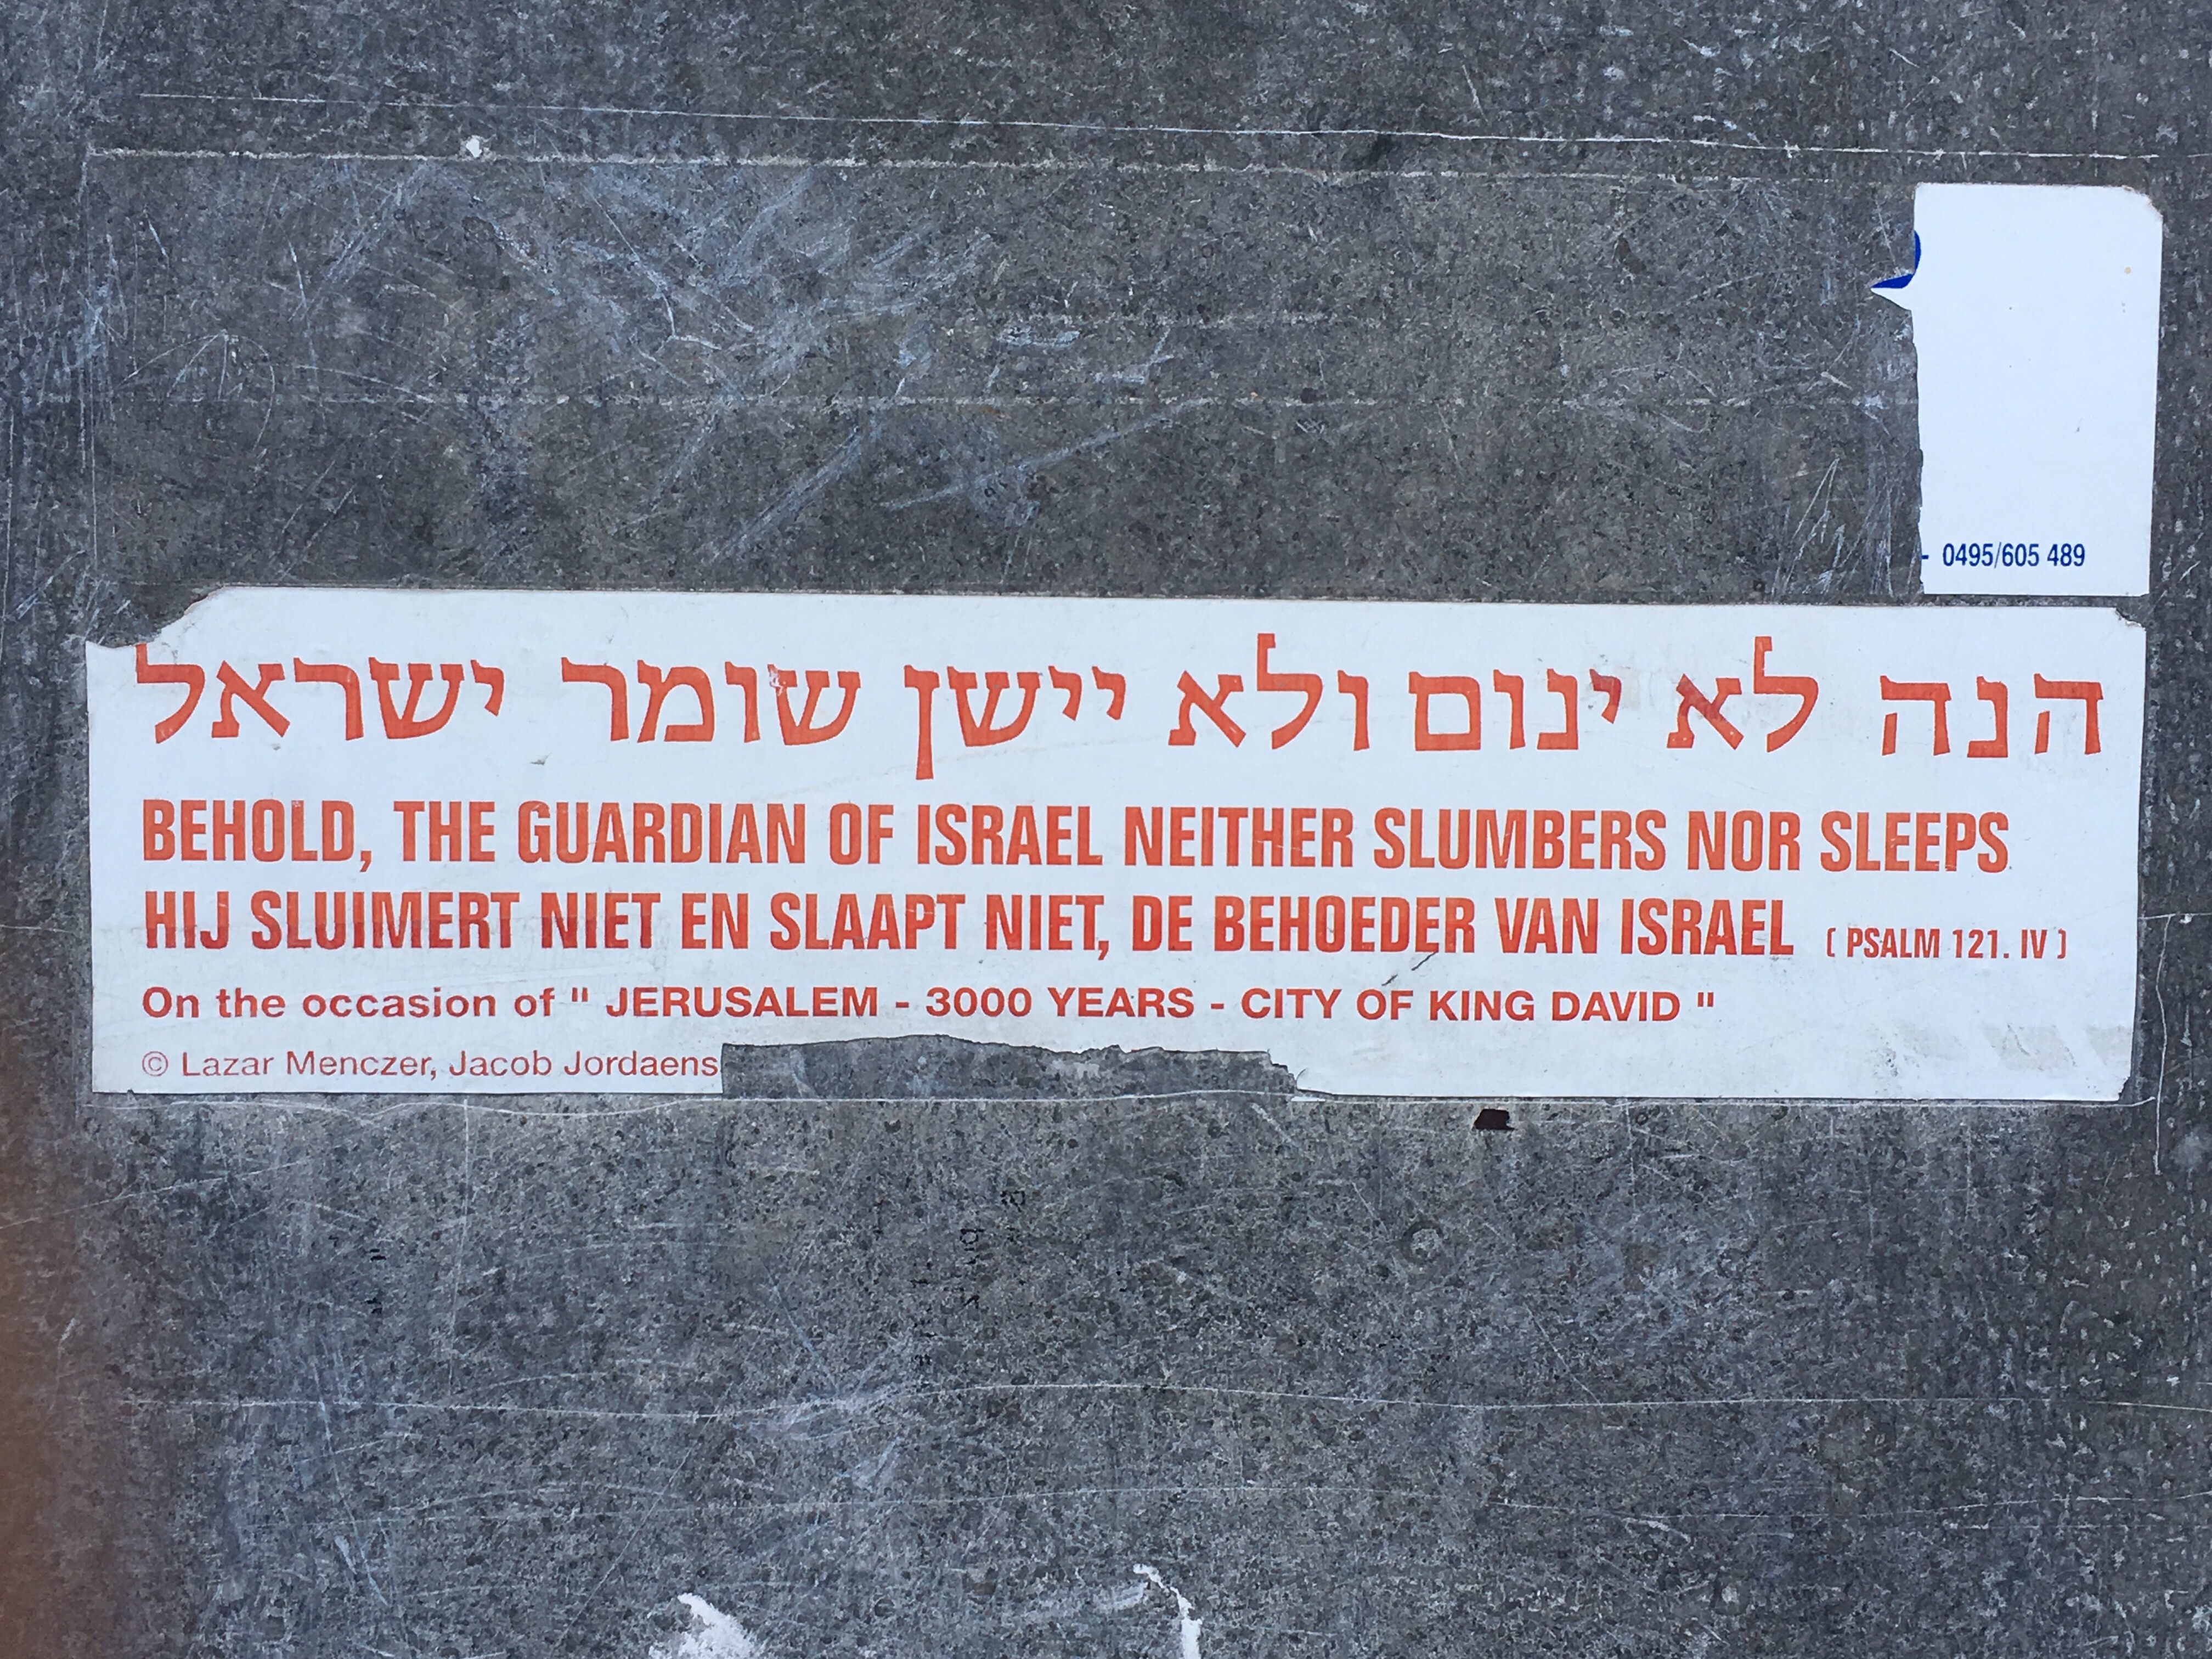 - 0495/605 489
הנה לא ינום ולא יישן שומר ישראל
BEHOLD, THE GUARDIAN OF ISRAEL NEITHER SLUMBERS NOR SLEEPS
HIJ SLUIMERT NIET EN SLAAPT NIET, DE BEHOEDER VAN ISRAEL ( PSALM 121. IV )
On the occasion of " JERUSALEM - 3000 YEARS - CITY OF KING DAVID "
© Lazar Menczer, Jacob Jordaens